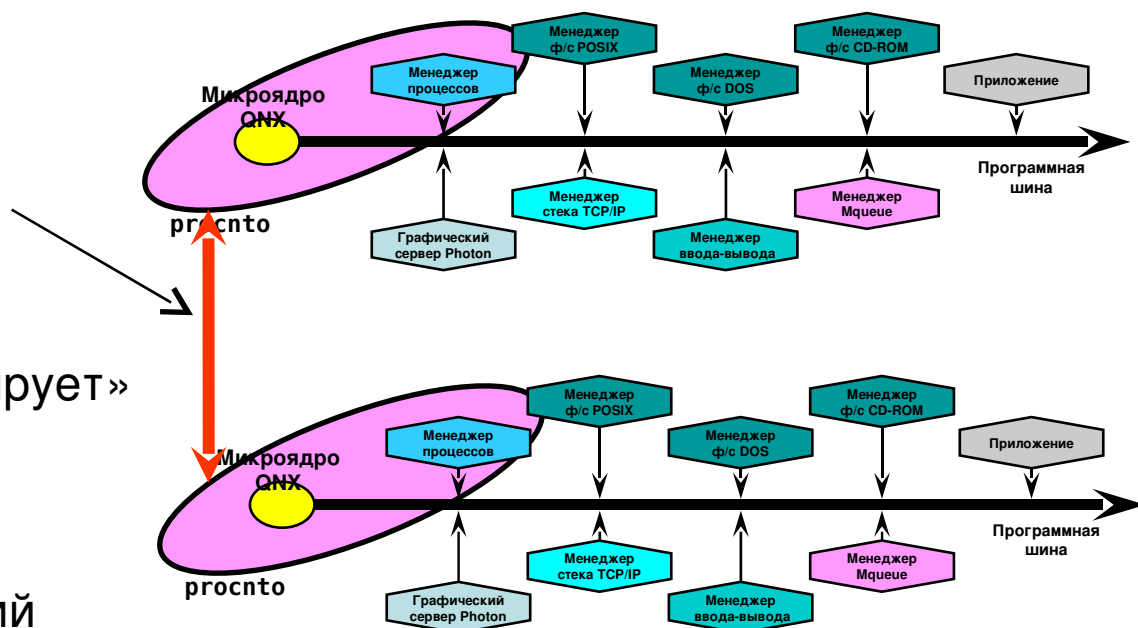 Менеджер
ф/с POSIX
Менеджер
ф/с CD-ROM
Менеджер
процессов
Менеджер
ф/с DOS
Приложение
Микроядро
QNX
Программная
шина
Менеджер
стека TCP/IP
Менеджер
Mqueue
procnto
Графический
сервер Photon
Менеджер
ввода-вывода
ирует»
Менеджер
ф/с POSIX
Менеджер
ф/с CD-ROM
Менеджер
процессов
Менеджер
ф/с DOS
Приложение
Микроядро
QNX
Программная
шина
Менеджер
стека TCP/IP
Менеджер
Mqueue
procnto
Графический
сервер Photon
Менеджер
ввода-вывода
ий